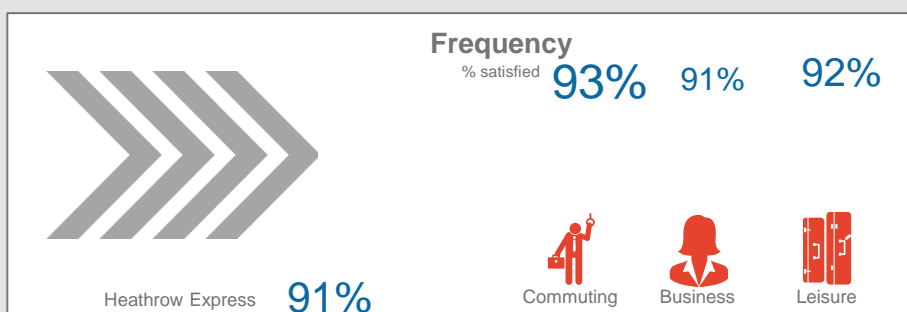 Frequency
% satisfied 93% 91% 92%
Commuting Business Leisure
Heathrow Express 91%